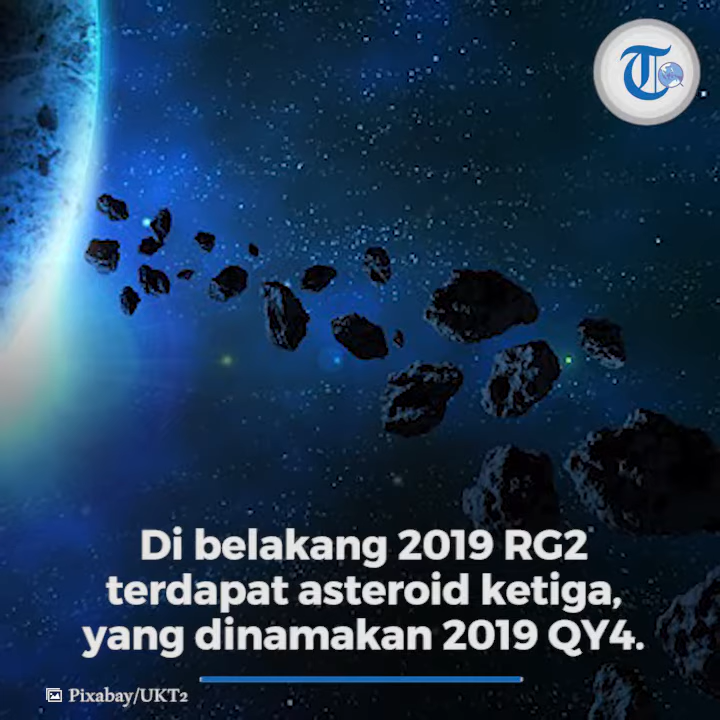 Di belakang 2019 RG2
terdapat asteroid ketiga,
yang dinamakan 2019 QY4.
Pixabay/UKT2